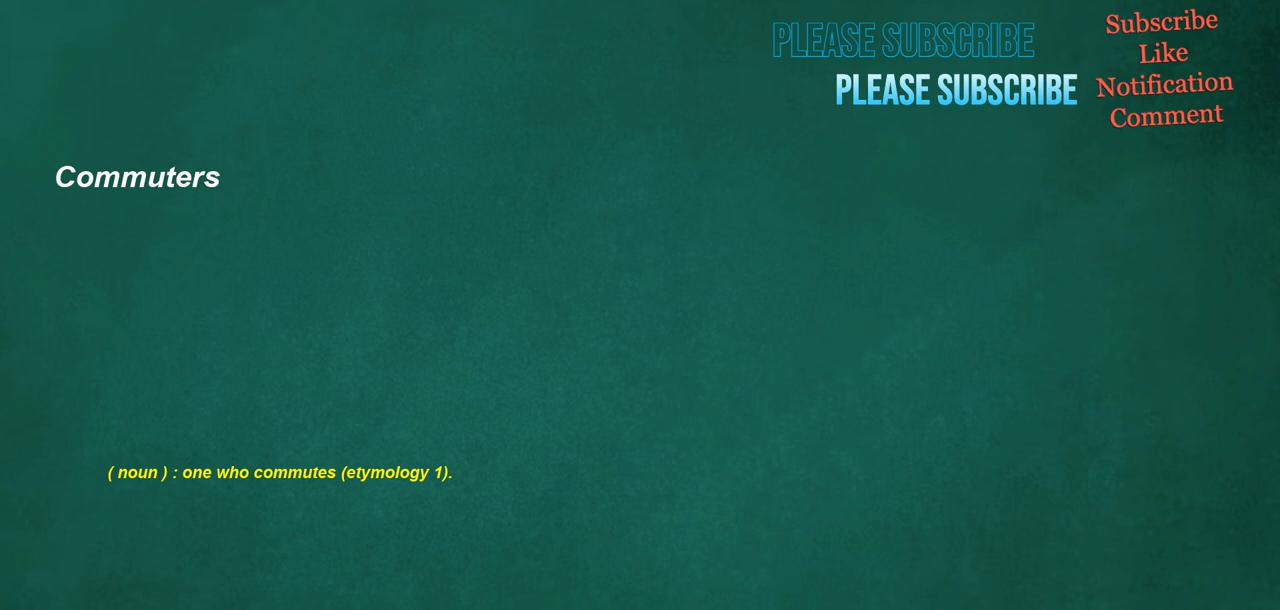 PLEASE SUBSCRIBE
PLEASE SUBSCRIBE
Subscribe
Like
Notification
Comment
Commuters
( noun ) : one who commutes (etymology 1).